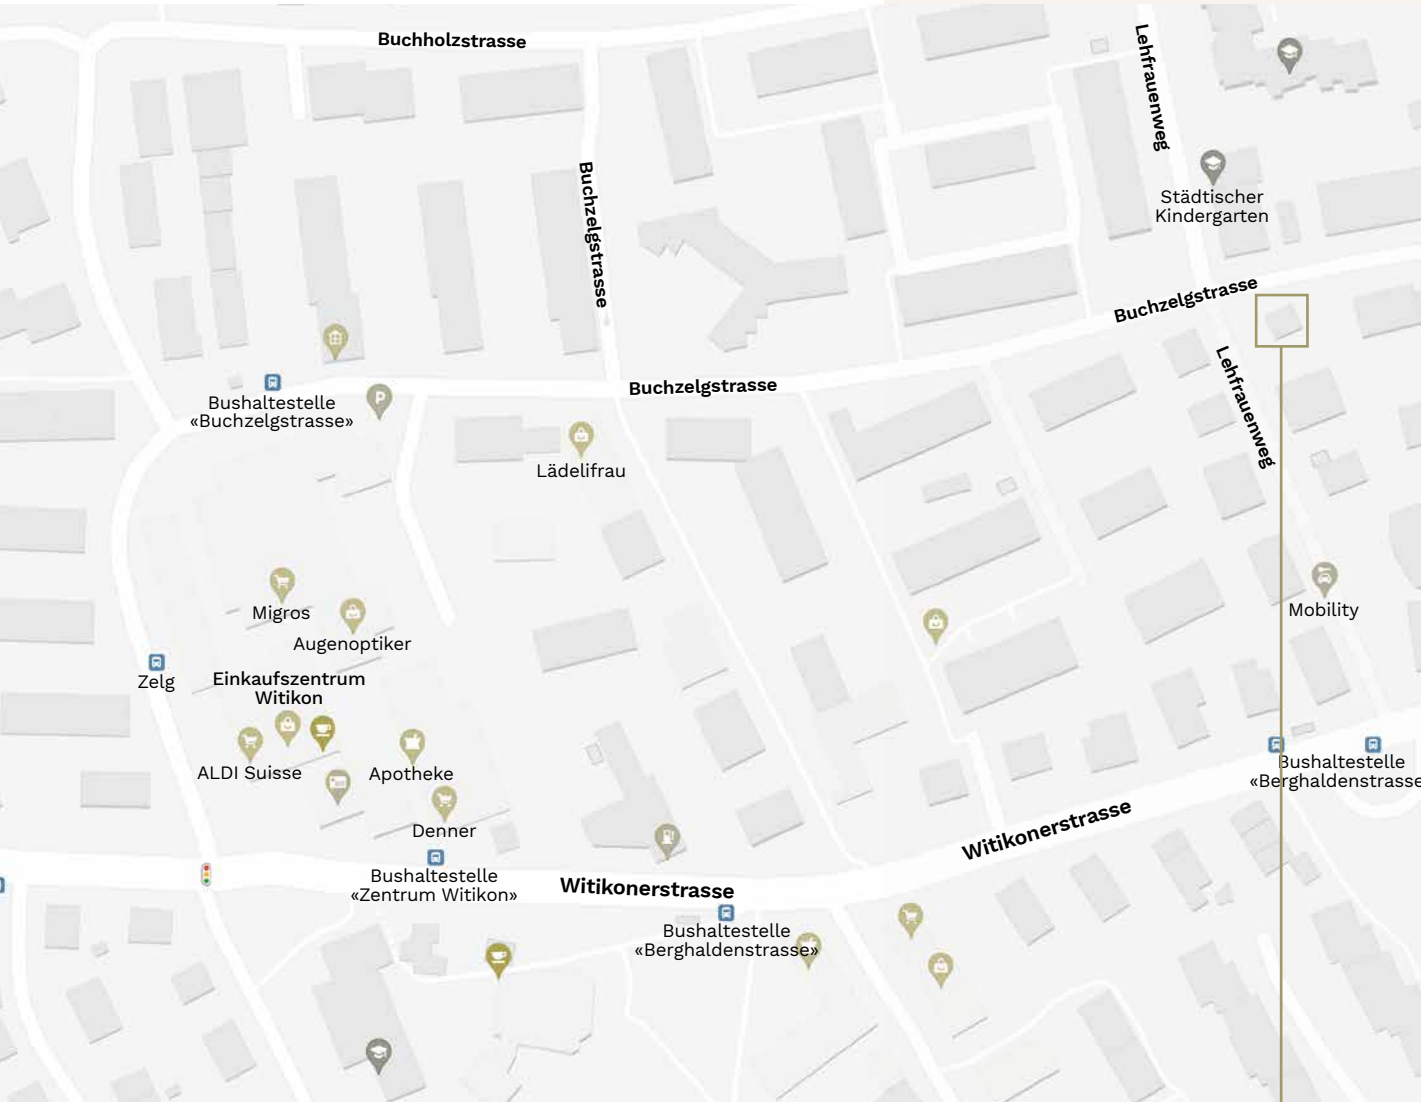 Buchholzstrasse
Lehfrauenweg
Buchzelgstrasse
Städtischer
Kindergarten
Buchzelgstrasse
Lehfrauenweg
Bushaltestelle
«Buchzelgstrasse»
P
Buchzelgstrasse
Lädelifrau
Migros
Augenoptiker
Mobility
Zelg
Einkaufszentrum
Witikon
ALDI Suisse
Apotheke
Denner
Bushaltestelle
«Berghaldenstrasse
Witikonerstrasse
Bushaltestelle
«Zentrum Witikon»
Witikonerstrasse
Bushaltestelle
«Berghaldenstrasse»